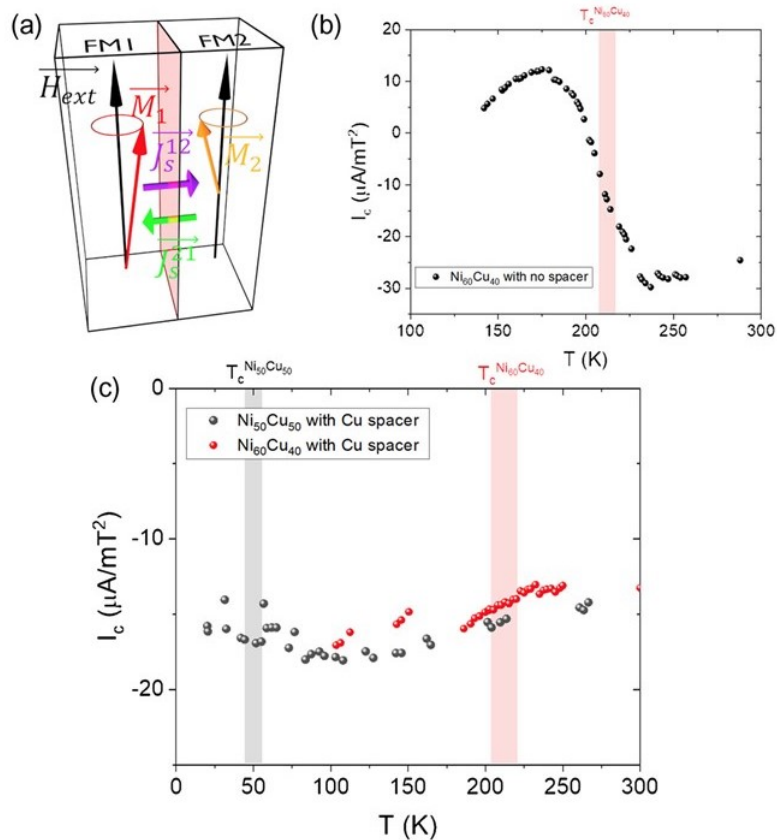 (a)
FM1 FM2
H_ext
M_1
J_s^12
M_2
J_s^21
(b)
T_c^Ni60Cu40
I_c (µA/mT²)
20
10
0
-10
-20
-30
Ni₆₀Cu₄₀ with no spacer
100 150 200 250 300
T (K)
(c)
T_c^Ni50Cu50 T_c^Ni60Cu40
Ni₅₀Cu₅₀ with Cu spacer
Ni₆₀Cu₄₀ with Cu spacer
I_c (µA/mT²)
0
-10
-20
0 50 100 150 200 250 300
T (K)